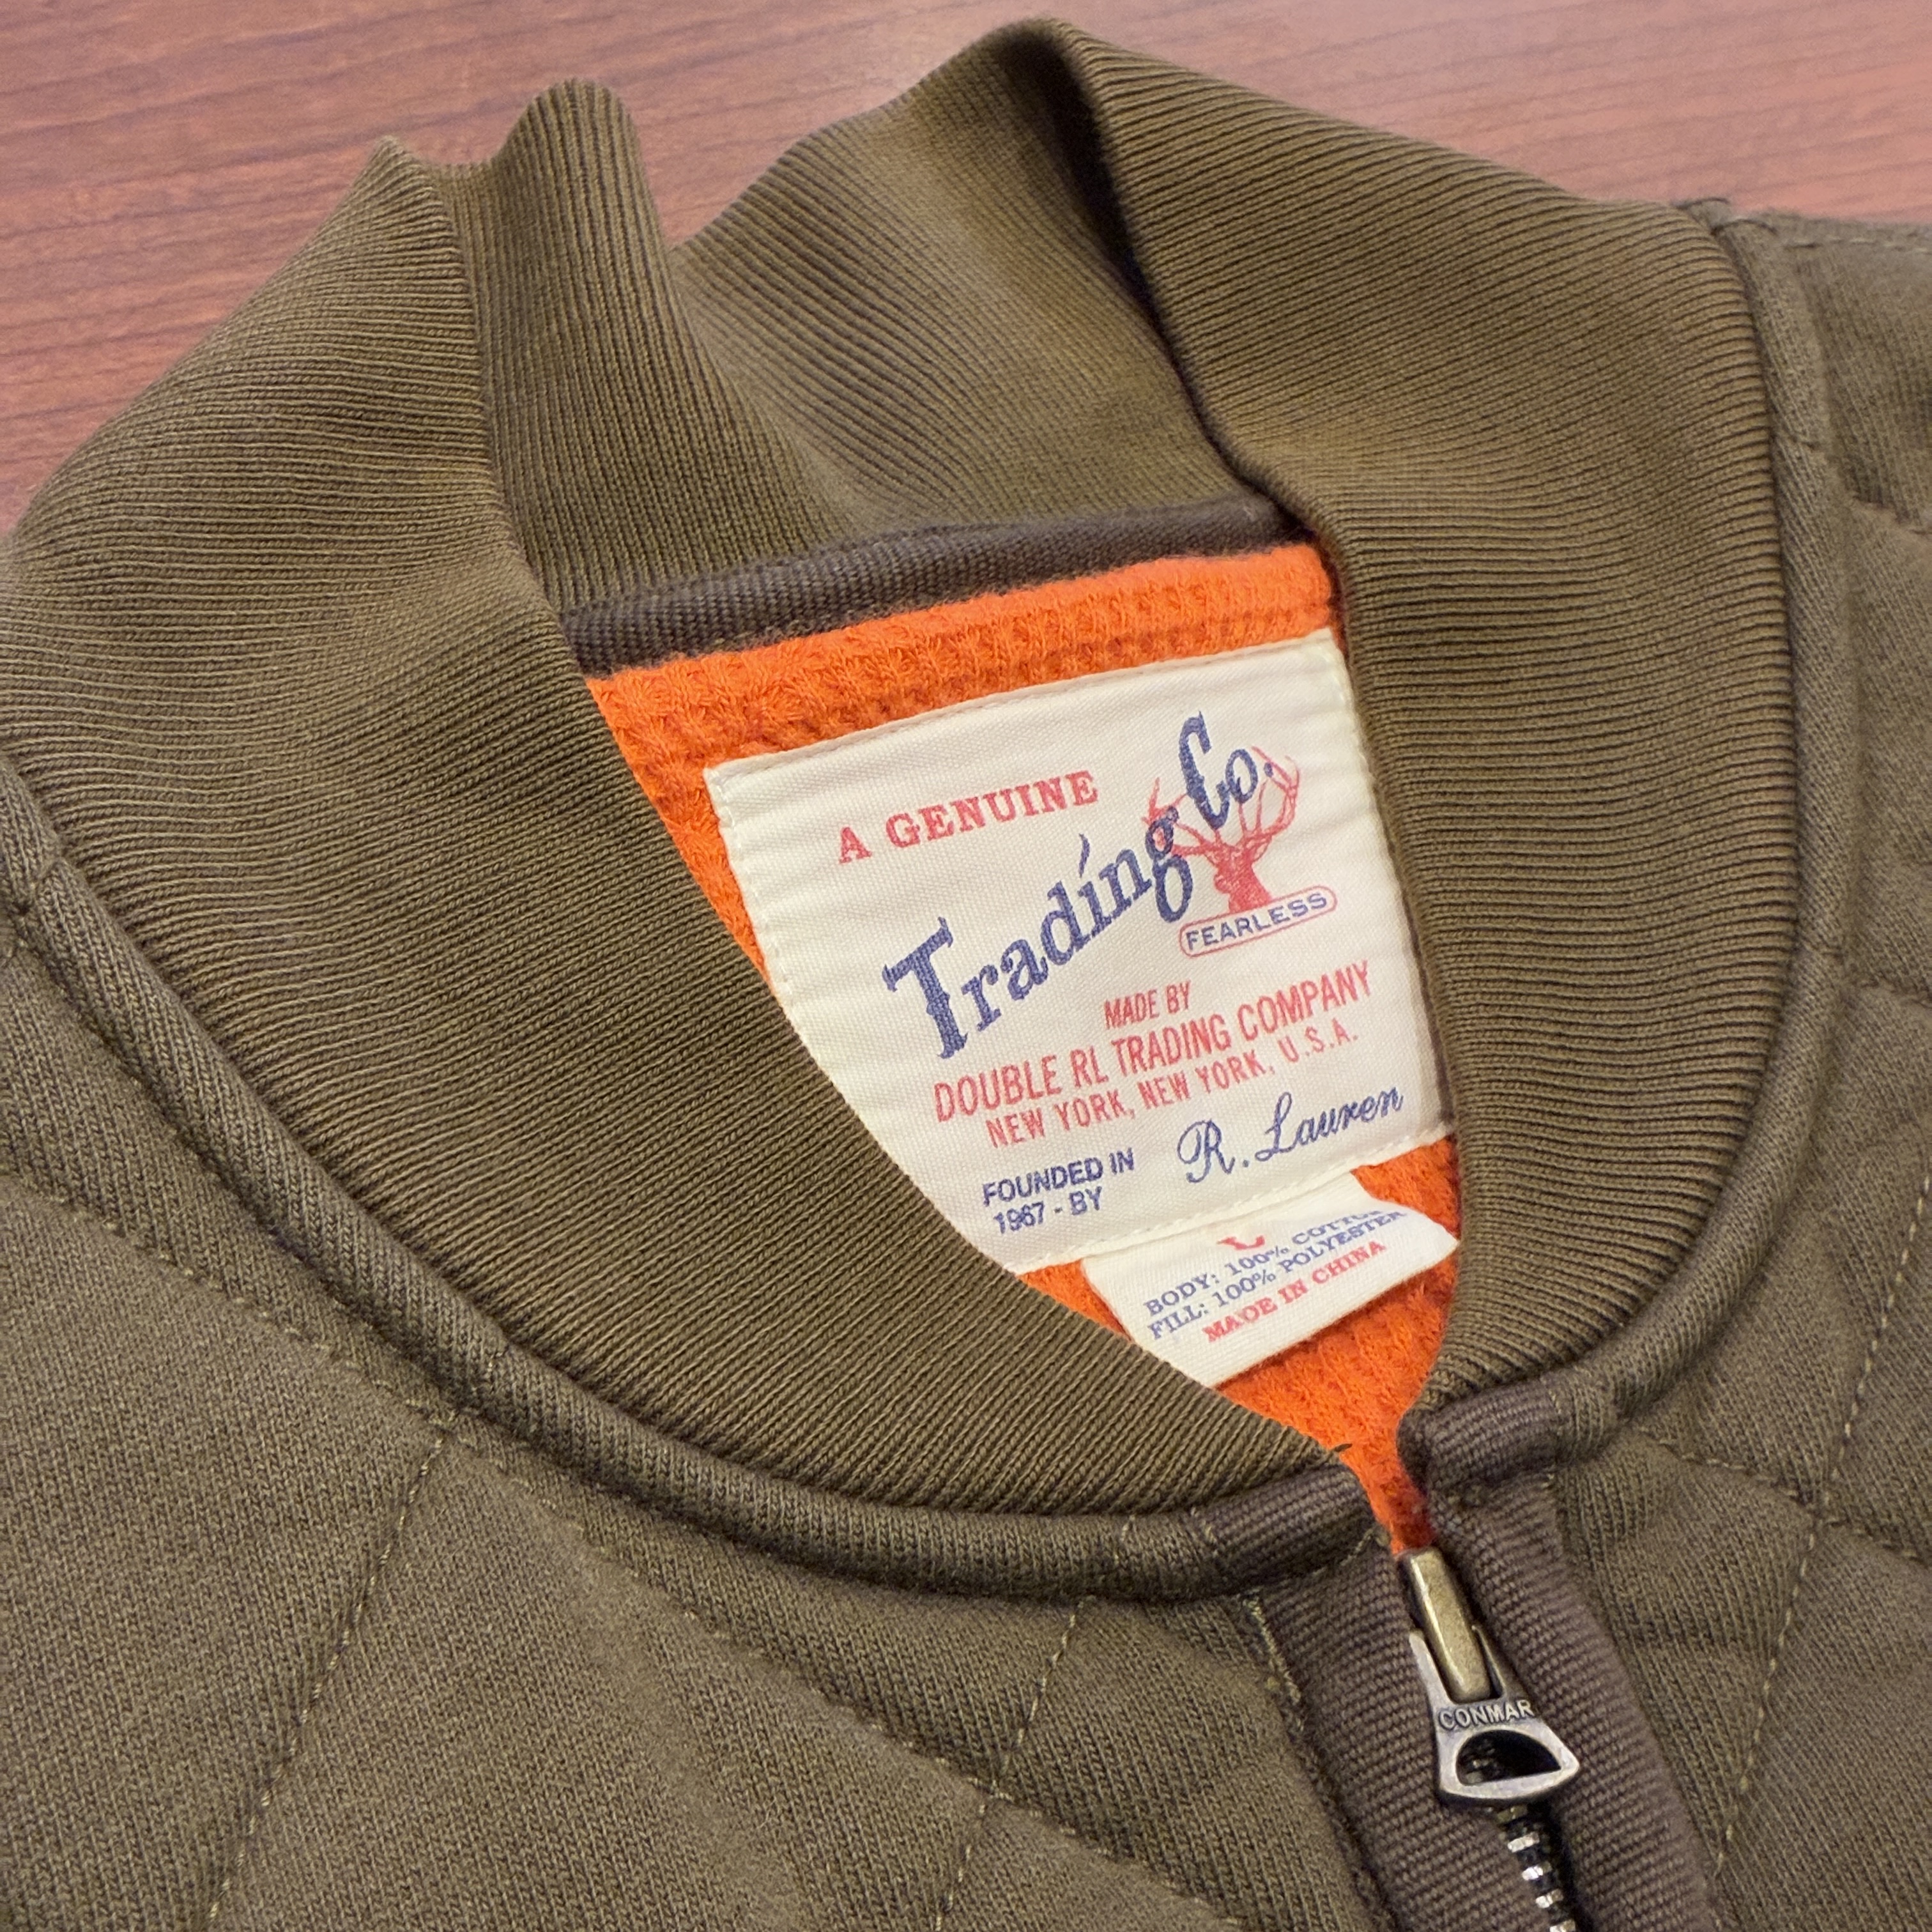 A GENUINE
Trading Co.
FEARLESS
MADE BY
DOUBLE RL TRADING COMPANY
NEW YORK, NEW YORK, U.S.A.
FOUNDED IN
1967 - BY
R. Lauren
BODY: 100% COTTON
FILL: 100% POLYESTER
MADE IN CHINA
CONMAR